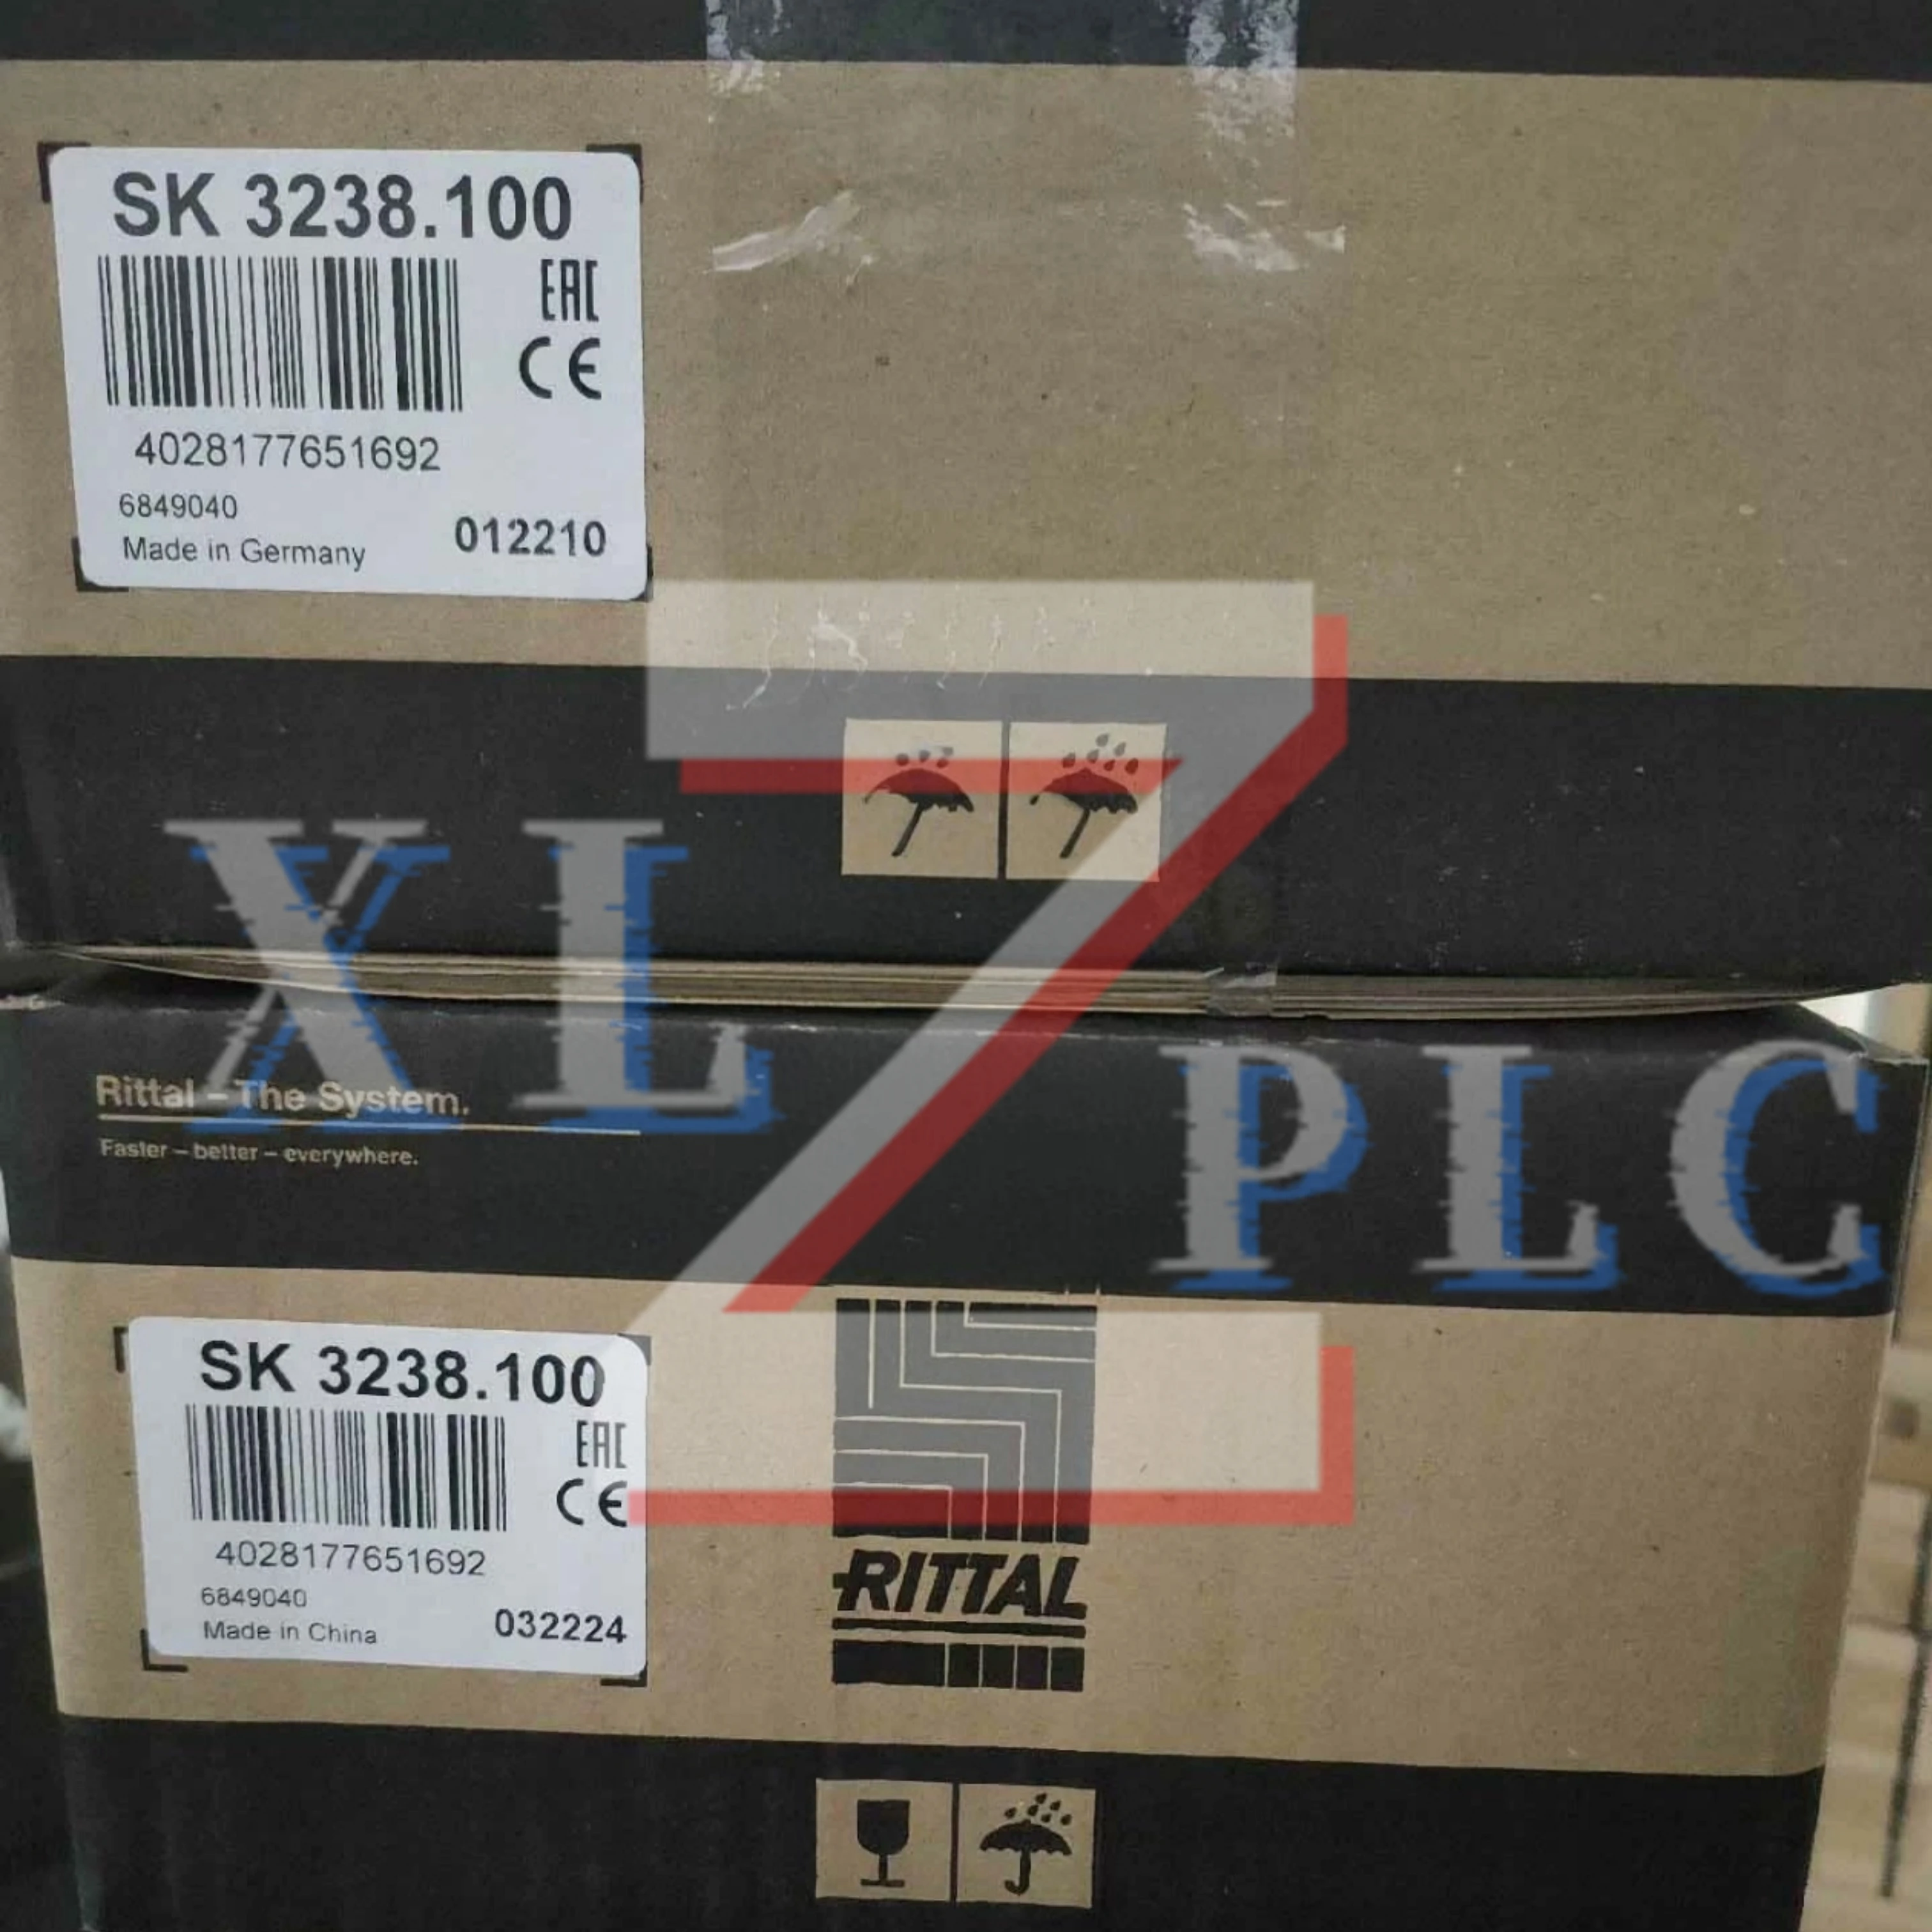 SK 3238.100
EAC
CE
4028177651692
6849040
Made in Germany
012210
XL Z PLC
Rittal – The System.
Faster – better – everywhere.
SK 3238.100
EAC
CE
4028177651692
6849040
Made in China
032224
RITTAL